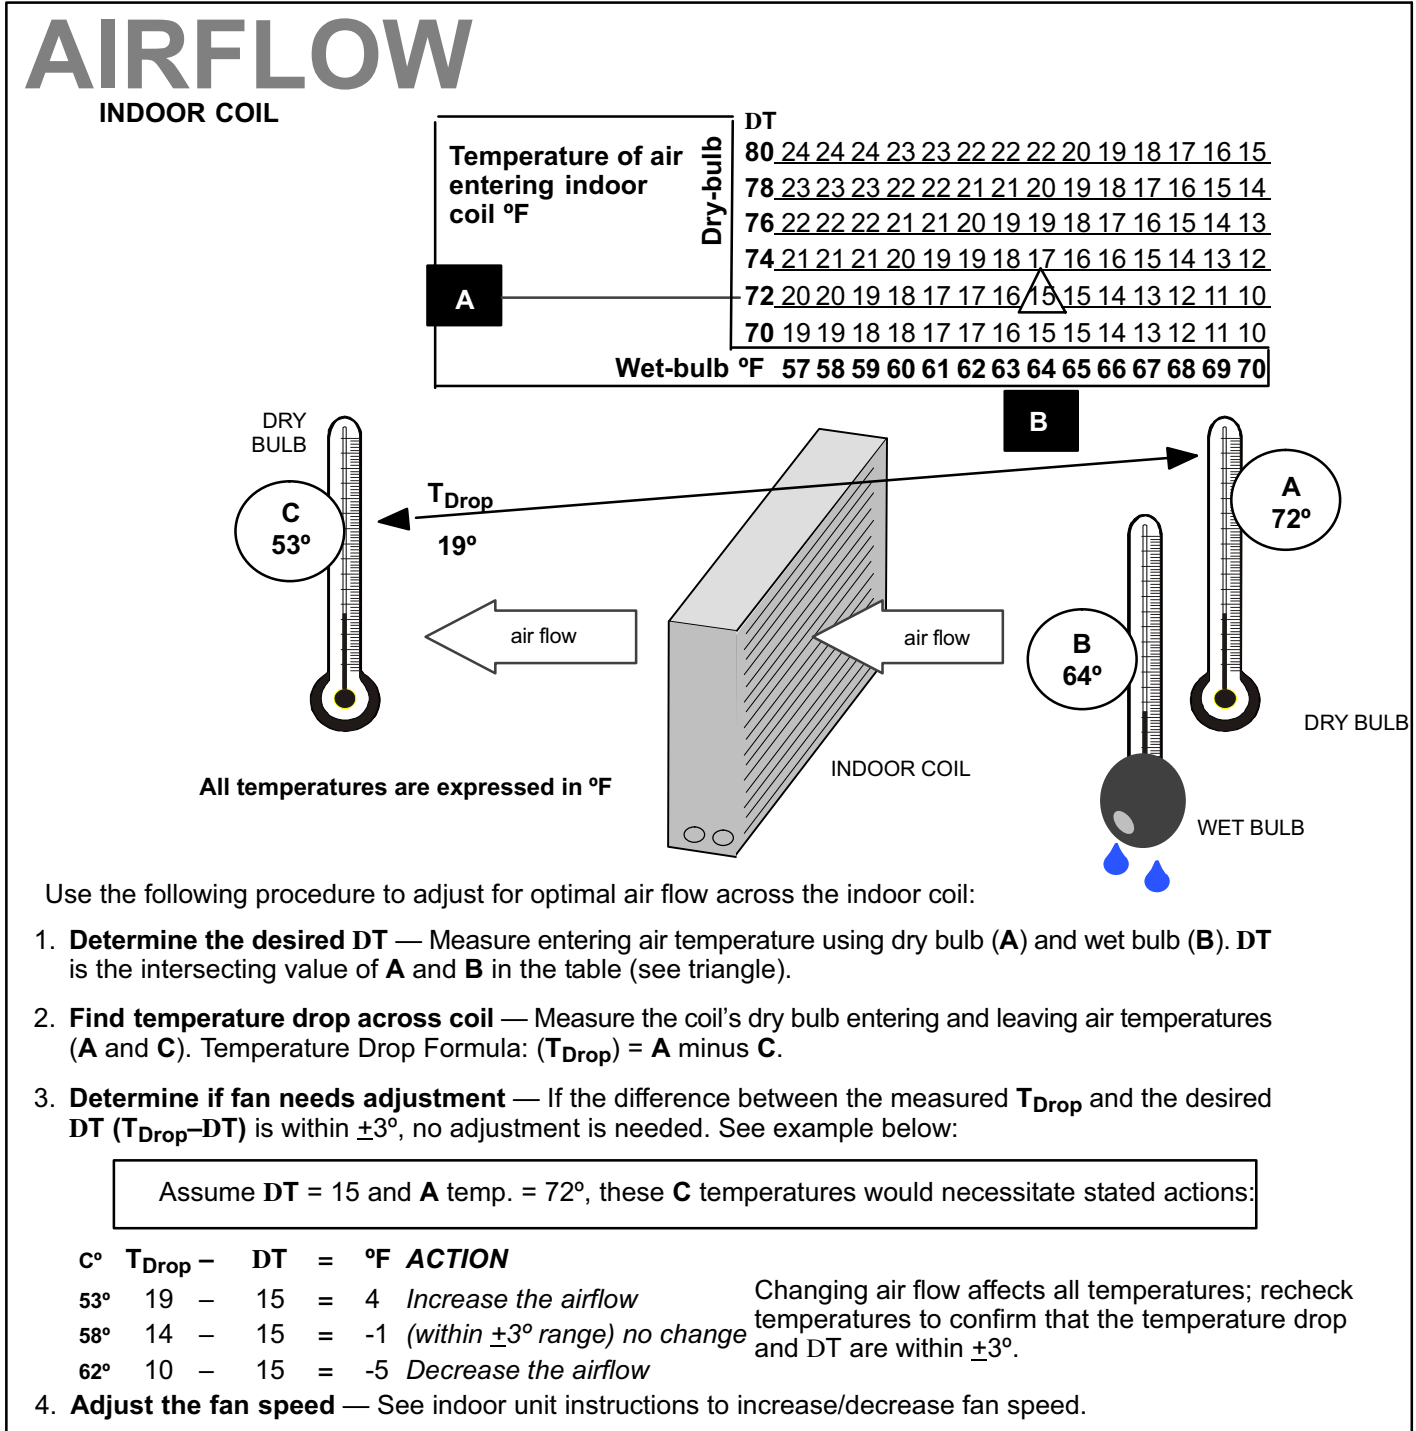 AIRFLOW
INDOOR COIL
Temperature of air
entering indoor
coil ºF
Dry-bulb
DT
80 24 24 24 23 23 22 22 22 20 19 18 17 16 15
78 23 23 23 22 22 21 21 20 19 18 17 16 15 14
76 22 22 22 21 21 20 19 19 18 17 16 15 14 13
74 21 21 21 20 19 19 18 17 16 16 15 14 13 12
A
72 20 20 19 18 17 17 16 15 15 14 13 12 11 10
70 19 19 18 18 17 17 16 15 15 14 13 12 11 10
Wet-bulb ºF 57 58 59 60 61 62 63 64 65 66 67 68 69 70
B
DRY
BULB
C
53º
TDrop
19º
A
72º
air flow
air flow
B
64º
DRY BULB
INDOOR COIL
All temperatures are expressed in ºF
WET BULB
Use the following procedure to adjust for optimal air flow across the indoor coil:
1. Determine the desired DT — Measure entering air temperature using dry bulb (A) and wet bulb (B). DT
is the intersecting value of A and B in the table (see triangle).
2. Find temperature drop across coil — Measure the coil’s dry bulb entering and leaving air temperatures
(A and C). Temperature Drop Formula: (TDrop) = A minus C.
3. Determine if fan needs adjustment — If the difference between the measured TDrop and the desired
DT (TDrop–DT) is within ±3º, no adjustment is needed. See example below:
Assume DT = 15 and A temp. = 72º, these C temperatures would necessitate stated actions:
Cº TDrop – DT = ºF ACTION
53º 19 – 15 = 4 Increase the airflow
58º 14 – 15 = -1 (within ±3º range) no change
62º 10 – 15 = -5 Decrease the airflow
Changing air flow affects all temperatures; recheck
temperatures to confirm that the temperature drop
and DT are within ±3º.
4. Adjust the fan speed — See indoor unit instructions to increase/decrease fan speed.